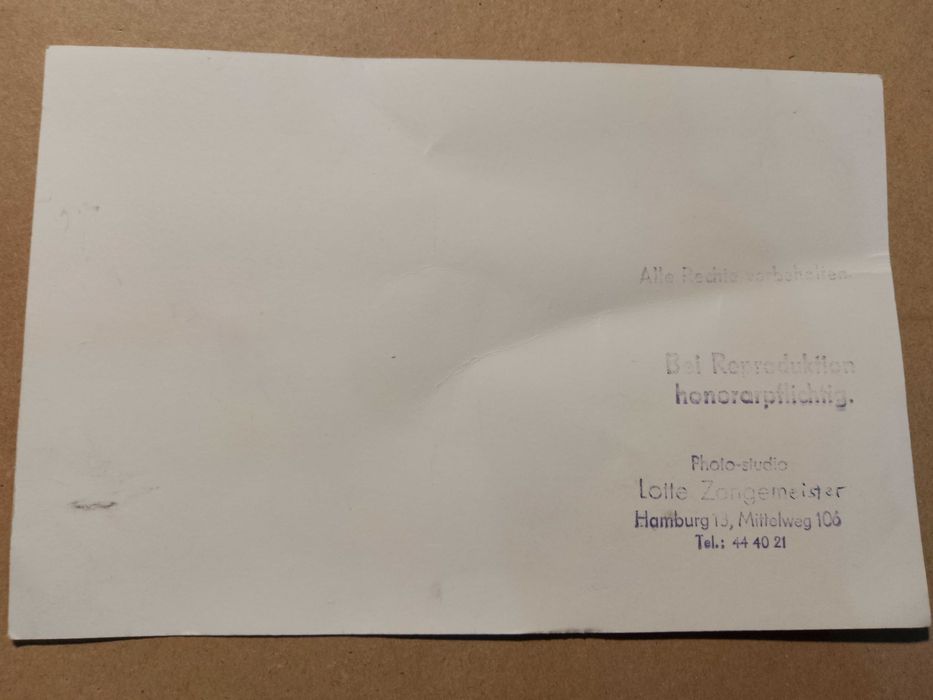 Alle Rechte vorbehalten.
Bei Reproduktion
honorarpflichtig.
Photo-studio
Lotte Zangemeister
Hamburg 13, Mittelweg 106
Tel.: 44 40 21